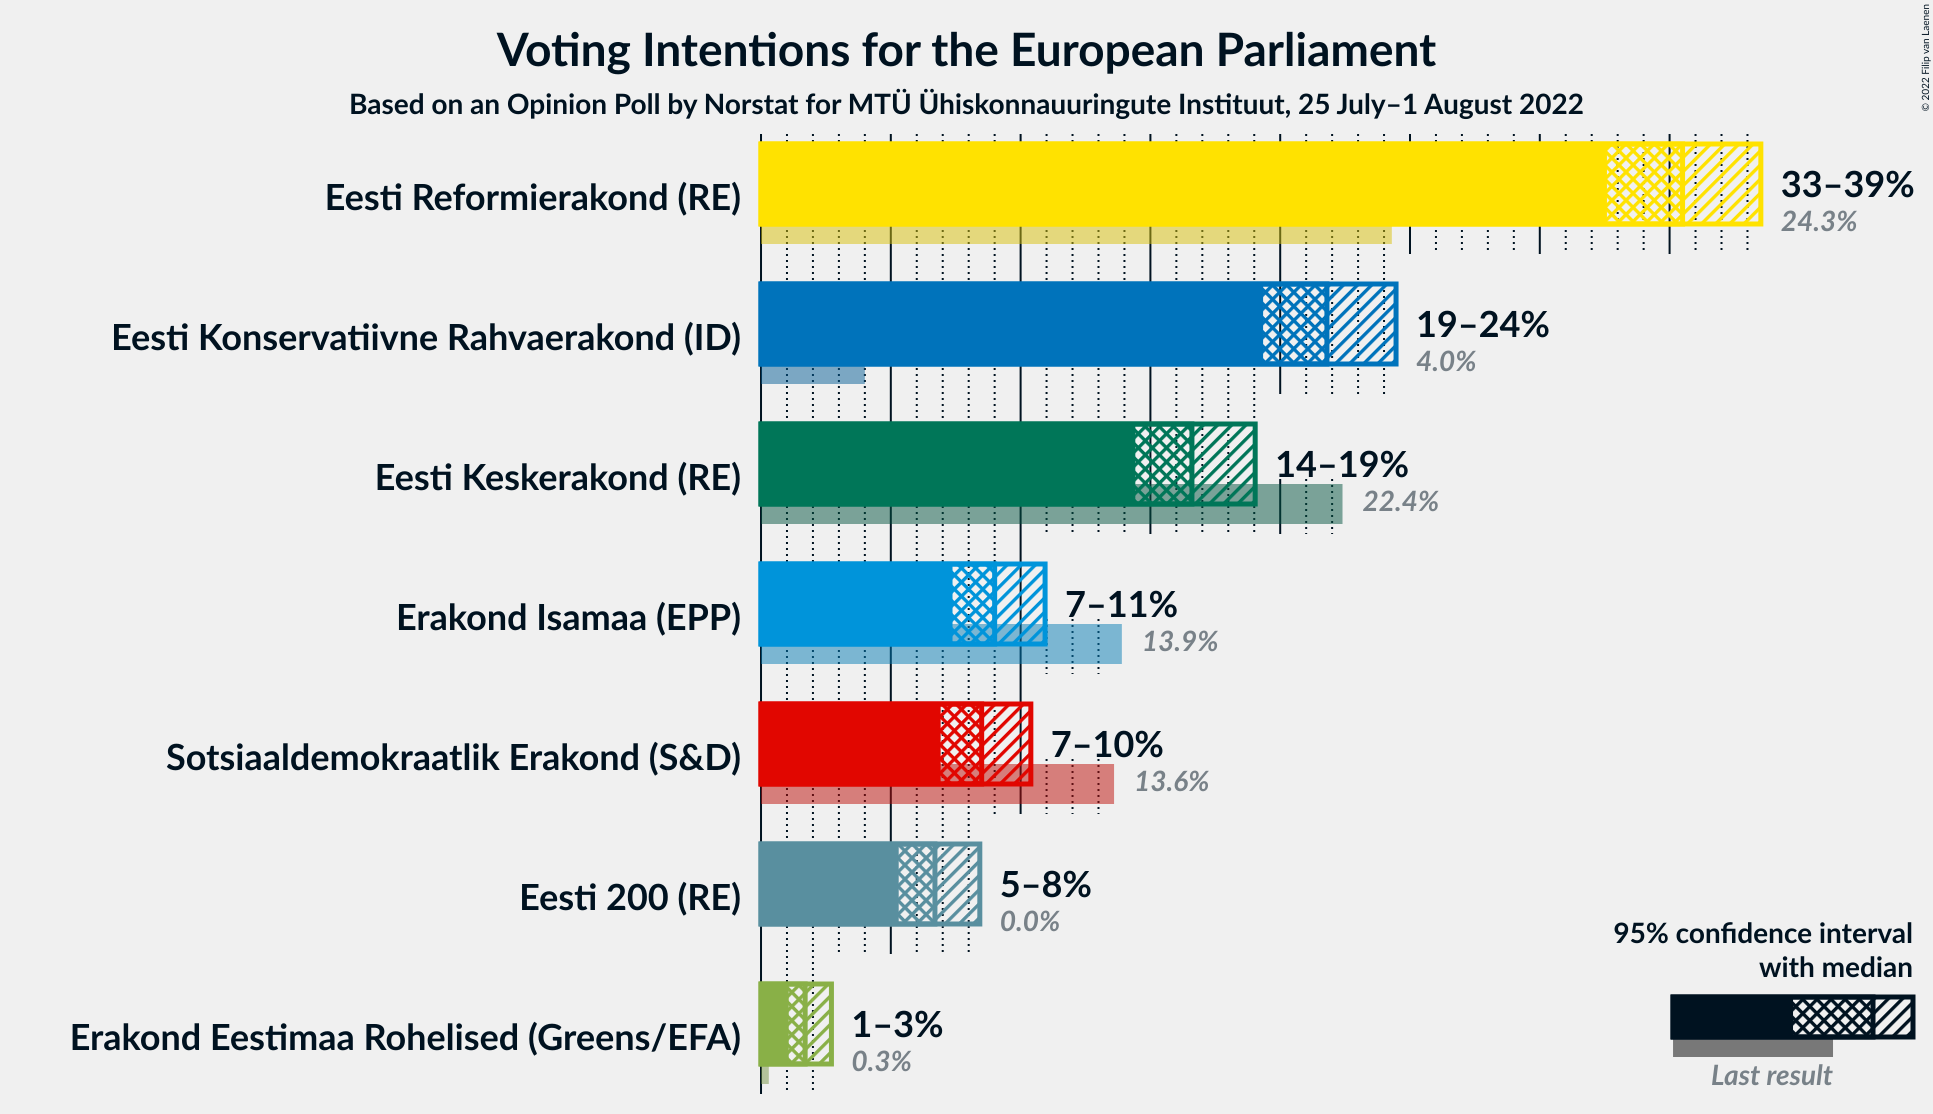 Voting Intentions for the European Parliament
Based on an Opinion Poll by Norstat for MTÜ Ühiskonnauuringute Instituut, 25 July–1 August 2022
© 2022 Filip van Laenen
Eesti Reformierakond (RE)
33–39%
24.3%
Eesti Konservatiivne Rahvaerakond (ID)
19–24%
4.0%
Eesti Keskerakond (RE)
14–19%
22.4%
Erakond Isamaa (EPP)
7–11%
13.9%
Sotsiaaldemokraatlik Erakond (S&D)
7–10%
13.6%
Eesti 200 (RE)
5–8%
0.0%
Erakond Eestimaa Rohelised (Greens/EFA)
1–3%
0.3%
95% confidence interval
with median
Last result